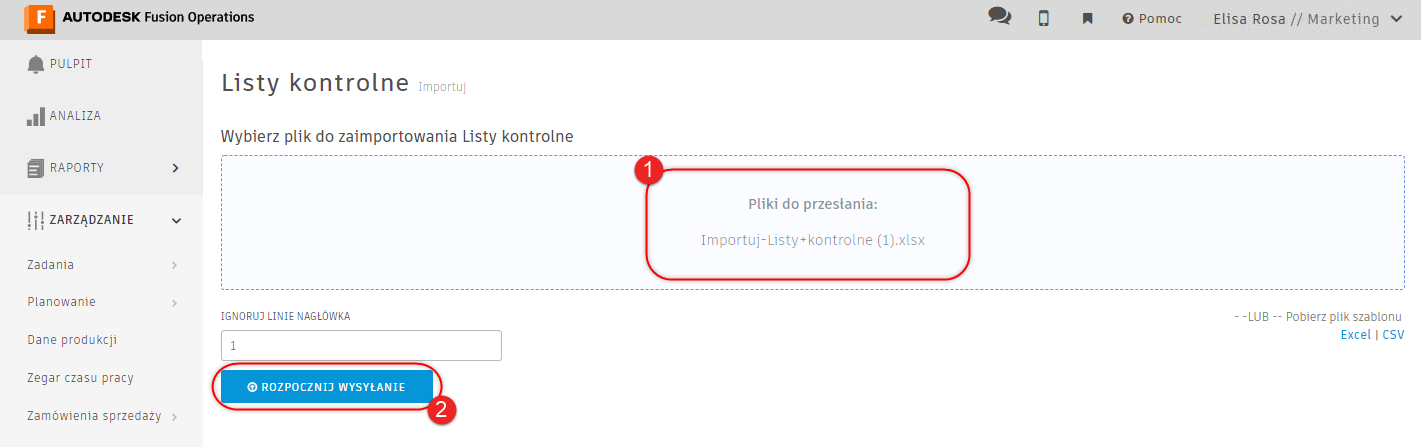 F AUTODESK Fusion Operations
Pomoc
Elisa Rosa // Marketing
PULPIT
ANALIZA
RAPORTY
ZARZĄDZANIE
Zadania
Planowanie
Dane produkcji
Zegar czasu pracy
Zamówienia sprzedaży
Listy kontrolne Importuj
Wybierz plik do zaimportowania Listy kontrolne
1
Pliki do przesłania:
Importuj-Listy+kontrolne (1).xlsx
IGNORUJ LINIE NAGŁÓWKA
1
ROZPOCZNIJ WYSYŁANIE
2
- -LUB -- Pobierz plik szablonu
Excel | CSV